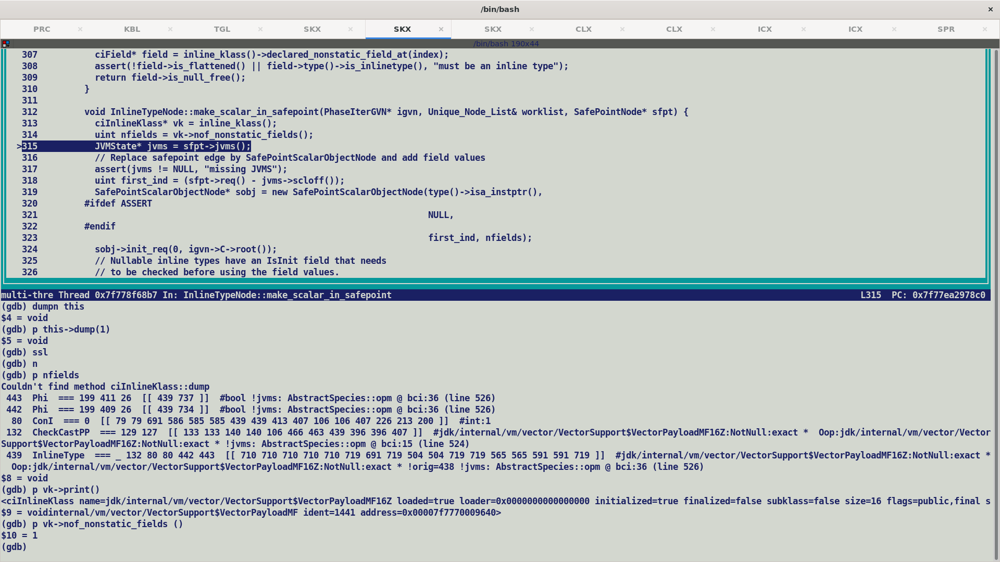 /bin/bash
PRC KBL TGL SKX SKX SKX CLX CLX ICX ICX SPR
/bin/bash 190x44
307 ciField* field = inline_klass()->declared_nonstatic_field_at(index);
308 assert(!field->is_flattened() || field->type()->is_inlinetype(), "must be an inline type");
309 return field->is_null_free();
310 }
311
312 void InlineTypeNode::make_scalar_in_safepoint(PhaseIterGVN* igvn, Unique_Node_List& worklist, SafePointNode* sfpt) {
313 ciInlineKlass* vk = inline_klass();
314 uint nfields = vk->nof_nonstatic_fields();
>315 JVMState* jvms = sfpt->jvms();
316 // Replace safepoint edge by SafePointScalarObjectNode and add field values
317 assert(jvms != NULL, "missing JVMS");
318 uint first_ind = (sfpt->req() - jvms->scloff());
319 SafePointScalarObjectNode* sobj = new SafePointScalarObjectNode(type()->isa_instptr(),
320 #ifdef ASSERT
321 NULL,
322 #endif
323 first_ind, nfields);
324 sobj->init_req(0, igvn->C->root());
325 // Nullable inline types have an IsInit field that needs
326 // to be checked before using the field values.
multi-thre Thread 0x7f778f68b7 In: InlineTypeNode::make_scalar_in_safepoint L315 PC: 0x7f77ea2978c0
(gdb) dumpn this
$4 = void
(gdb) p this->dump(1)
$5 = void
(gdb) ssl
(gdb) n
(gdb) p nfields
Couldn't find method ciInlineKlass::dump
443 Phi === 199 411 26 [[ 439 737 ]] #bool !jvms: AbstractSpecies::opm @ bci:36 (line 526)
442 Phi === 199 409 26 [[ 439 734 ]] #bool !jvms: AbstractSpecies::opm @ bci:36 (line 526)
80 ConI === 0 [[ 79 79 691 586 585 585 439 439 413 407 106 106 407 226 213 200 ]] #int:1
132 CheckCastPP === 129 127 [[ 133 133 140 140 106 466 463 439 396 396 407 ]] #jdk/internal/vm/vector/VectorSupport$VectorPayloadMF16Z:NotNull:exact * Oop:jdk/internal/vm/vector/Vector
Support$VectorPayloadMF16Z:NotNull:exact * !jvms: AbstractSpecies::opm @ bci:15 (line 524)
439 InlineType === _ 132 80 80 442 443 [[ 710 710 710 710 710 719 691 719 504 504 719 719 565 565 591 591 719 ]] #jdk/internal/vm/vector/VectorSupport$VectorPayloadMF16Z:NotNull:exact *
Oop:jdk/internal/vm/vector/VectorSupport$VectorPayloadMF16Z:NotNull:exact * !orig=438 !jvms: AbstractSpecies::opm @ bci:36 (line 526)
$8 = void
(gdb) p vk->print()
<ciInlineKlass name=jdk/internal/vm/vector/VectorSupport$VectorPayloadMF16Z loaded=true loader=0x0000000000000000 initialized=true finalized=false subklass=false size=16 flags=public,final s
$9 = voidinternal/vm/vector/VectorSupport$VectorPayloadMF ident=1441 address=0x00007f7770009640>
(gdb) p vk->nof_nonstatic_fields ()
$10 = 1
(gdb)